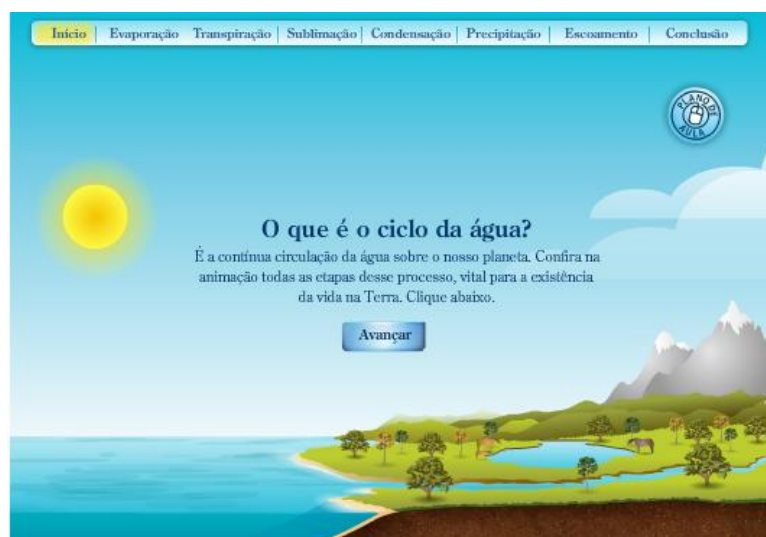 Início | Evaporação Transpiração | Sublimação | Condensação | Precipitação | Escoamento | Conclusão
PLANO DE AULA
O que é o ciclo da água?
É a contínua circulação da água sobre o nosso planeta. Confira na
animação todas as etapas desse processo, vital para a existência
da vida na Terra. Clique abaixo.
Avançar